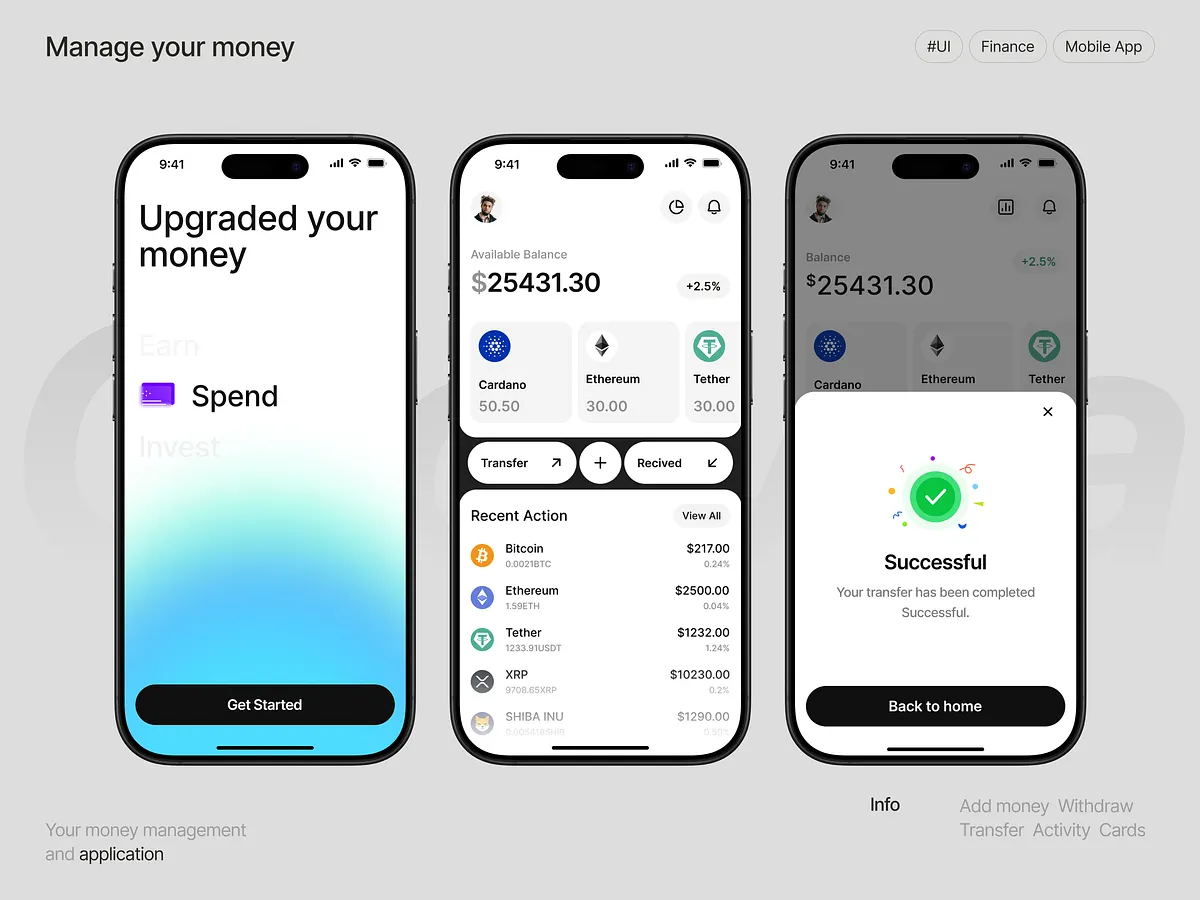 Manage your money
#UI Finance Mobile App
9:41
Upgraded your
money
Earn
Spend
Invest
Get Started
9:41
Available Balance
$25431.30
+2.5%
Cardano
50.50
Ethereum
30.00
Tether
30.00
Transfer
Recived
Recent Action
View All
Bitcoin $217.00
0.0021BTC 0.24%
Ethereum $2500.00
1.59ETH 0.04%
Tether $1232.00
1233.91USDT 1.24%
XRP $10230.00
9708.65XRP 0.2%
SHIBA INU $1290.00
9:41
Balance
+2.5%
$25431.30
Cardano
Ethereum
Tether
Successful
Your transfer has been completed
Successful.
Back to home
Your money management
and application
Info
Add money Withdraw
Transfer Activity Cards